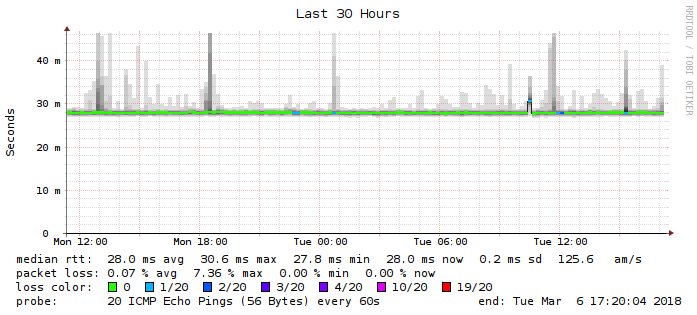 Last 30 Hours
RRDTOOL / TOBI OETIKER
Seconds
40 m
30 m
20 m
10 m
0
Mon 12:00 Mon 18:00 Tue 00:00 Tue 06:00 Tue 12:00
median rtt: 28.0 ms avg 30.6 ms max 27.8 ms min 28.0 ms now 0.2 ms sd 125.6 am/s
packet loss: 0.07 % avg 7.36 % max 0.00 % min 0.00 % now
loss color: 0 1/20 2/20 3/20 4/20 10/20 19/20
probe: 20 ICMP Echo Pings (56 Bytes) every 60s end: Tue Mar 6 17:20:04 2018